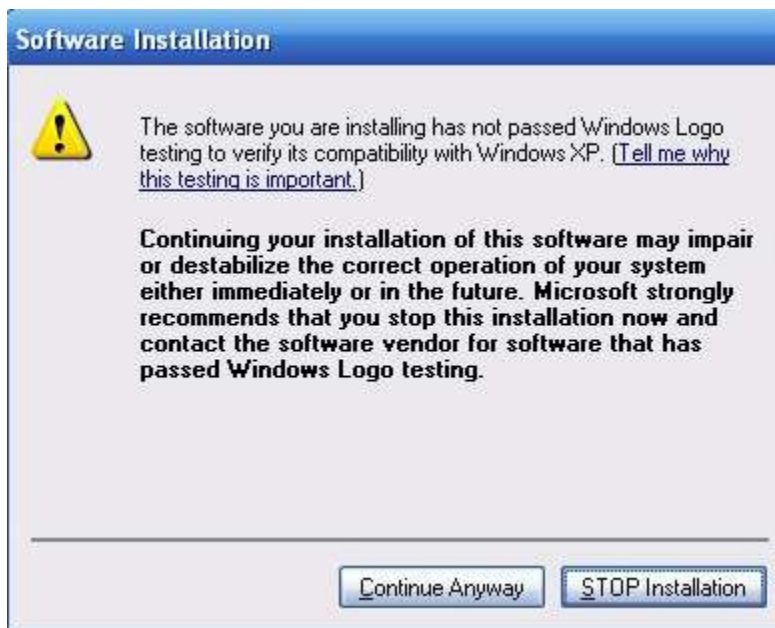 Software Installation
The software you are installing has not passed Windows Logo
testing to verify its compatibility with Windows XP. (Tell me why
this testing is important.)
Continuing your installation of this software may impair
or destabilize the correct operation of your system
either immediately or in the future. Microsoft strongly
recommends that you stop this installation now and
contact the software vendor for software that has
passed Windows Logo testing.
Continue Anyway
STOP Installation